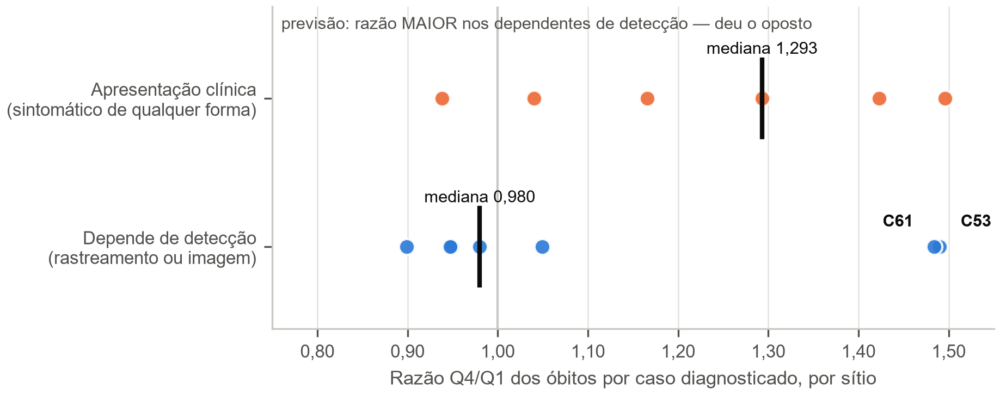 previsão: razão MAIOR nos dependentes de detecção — deu o oposto
mediana 1,293
Apresentação clínica
(sintomático de qualquer forma)
mediana 0,980
C61
C53
Depende de detecção
(rastreamento ou imagem)
0,80
0,90
1,00
1,10
1,20
1,30
1,40
1,50
Razão Q4/Q1 dos óbitos por caso diagnosticado, por sítio